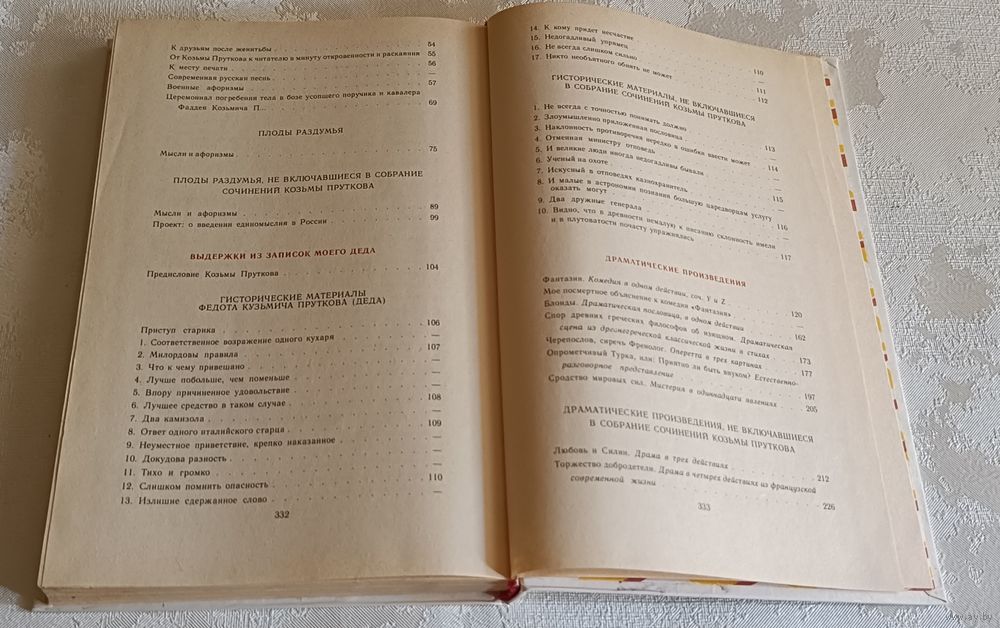 К друзьям после женитьбы . . . 54
От Козьмы Пруткова к читателю в минуту откровенности и раскаяния 55
К месту печати . . . 56
Современная русская песнь . . . —
Военные афоризмы . . . 57
Церемониал погребения тела в бозе усопшего поручика и кавалера
Фаддея Козьмича П... . . . 69
ПЛОДЫ РАЗДУМЬЯ
Мысли и афоризмы . . . 75
ПЛОДЫ РАЗДУМЬЯ, НЕ ВКЛЮЧАВШИЕСЯ В СОБРАНИЕ
СОЧИНЕНИЙ КОЗЬМЫ ПРУТКОВА
Мысли и афоризмы . . . 89
Проект: о введении единомыслия в России . . . 99
ВЫДЕРЖКИ ИЗ ЗАПИСОК МОЕГО ДЕДА
Предисловие Козьмы Пруткова . . . 104
ГИСТОРИЧЕСКИЕ МАТЕРИАЛЫ
ФЕДОТА КУЗЬМИЧА ПРУТКОВА (ДЕДА)
Приступ старика . . . 106
1. Соответственное возражение одного кухаря . . . —
2. Милордовы правила . . . 107
3. Что к чему привешано . . . —
4. Лучше побольше, чем поменьше . . . —
5. Впору причиненное удовольствие . . . —
6. Лучшее средство в таком случае . . . 108
7. Два камизола . . . —
8. Ответ одного италийского старца . . . 109
9. Неуместное приветствие, крепко наказанное . . . —
10. Докудова разность . . . —
11. Тихо и громко . . . —
12. Слишком помнить опасность . . . 110
13. Излишне сдержанное слово . . . —
332
14. К кому придет несчастие . . .
15. Недогадливый упрямец . . .
16. Не всегда слишком сильно . . . 110
17. Никто необъятного обнять не может . . . —
111
112
ГИСТОРИЧЕСКИЕ МАТЕРИАЛЫ, НЕ ВКЛЮЧАВШИЕСЯ
В СОБРАНИЕ СОЧИНЕНИЙ КОЗЬМЫ ПРУТКОВА
1. Не всегда с точностью понимать должно . . .
2. Злоумышленно приложенная пословица . . . 113
3. Наклонность противоречия нередко в ошибки ввести может —
4. Отменная министру отповедь . . . 114
5. И великие люди иногда недогадливы бывали . . . —
6. Ученый на охоте . . . —
7. Искусный в отповедях казнохранитель . . . 115
8. И малые в астрономии познания большую царедворцам услугу
оказать могут . . . —
9. Два дружные генерала . . . 116
10. Видно, что в древности немалую к писанию склонность имели
и в плутоватости почасту упражнялась . . . 117
ДРАМАТИЧЕСКИЕ ПРОИЗВЕДЕНИЯ
Фантазия. Комедия в одном действии, соч. Y и Z . . . 120
Мое посмертное объяснение к комедии «Фантазия» . . . —
Блонды. Драматическая пословица, в одном действии . . . 162
Спор древних греческих философов об изящном. Драматическая
сцена из древнегреческой классической жизни в стихах . . . 173
Черепослов, сиречь Френолог. Оперетта в трех картинах . . . 177
Опрометчивый Турка, или: Приятно ли быть внуком? Естественно-
разговорное представление . . . 197
Сродство мировых сил. Мистерия в одиннадцати явлениях . . . 205
ДРАМАТИЧЕСКИЕ ПРОИЗВЕДЕНИЯ, НЕ ВКЛЮЧАВШИЕСЯ
В СОБРАНИЕ СОЧИНЕНИЙ КОЗЬМЫ ПРУТКОВА
Любовь и Силин. Драма в трех действиях . . . 212
Торжество добродетели. Драма в четырех действиях из французской
современной жизни . . . 226
333